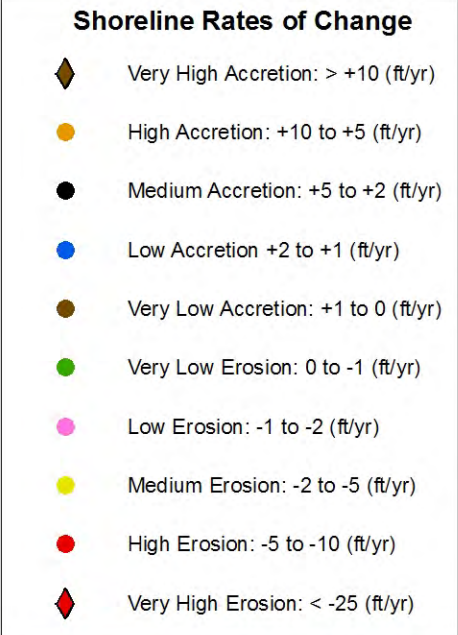 Shoreline Rates of Change
Very High Accretion: > +10 (ft/yr)
High Accretion: +10 to +5 (ft/yr)
Medium Accretion: +5 to +2 (ft/yr)
Low Accretion +2 to +1 (ft/yr)
Very Low Accretion: +1 to 0 (ft/yr)
Very Low Erosion: 0 to -1 (ft/yr)
Low Erosion: -1 to -2 (ft/yr)
Medium Erosion: -2 to -5 (ft/yr)
High Erosion: -5 to -10 (ft/yr)
Very High Erosion: < -25 (ft/yr)